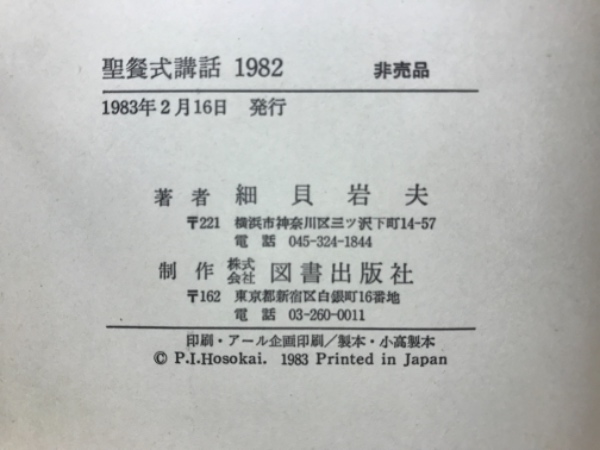 聖餐式講話 1982 非売品
1983年2月16日 発行
著者 細貝岩夫
〒221 横浜市神奈川区三ツ沢下町14-57
電話 045-324-1844
制作 株式会社 図書出版社
〒162 東京都新宿区白銀町16番地
電話 03-260-0011
印刷・アール企画印刷／製本・小高製本
© P.I.Hosokai. 1983 Printed in Japan